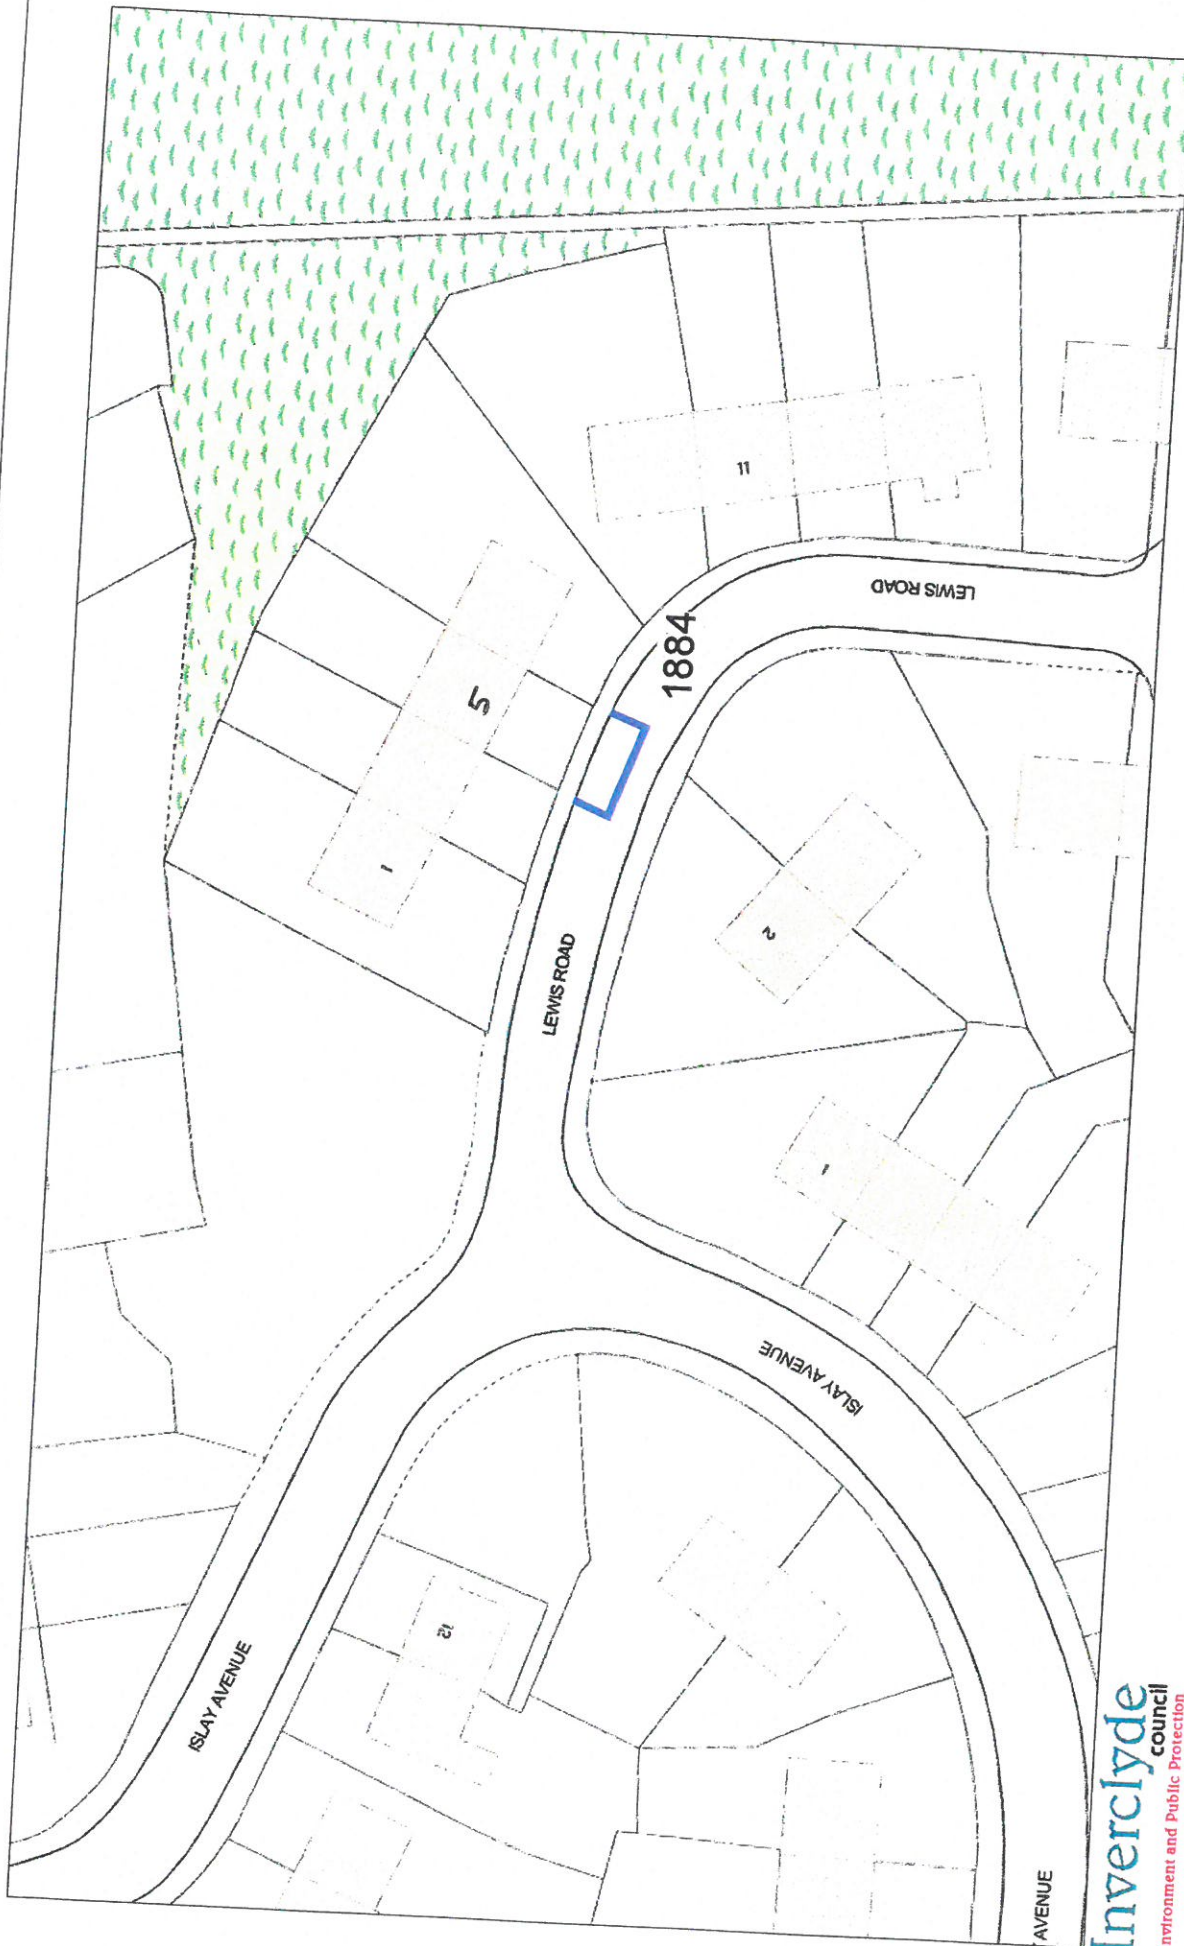 11
LEWIS ROAD
1884
5
1
LEWIS ROAD
2
1
ISLAY AVENUE
12
ISLAY AVENUE
AVENUE
Inverclyde
council
nvironment and Public Protection